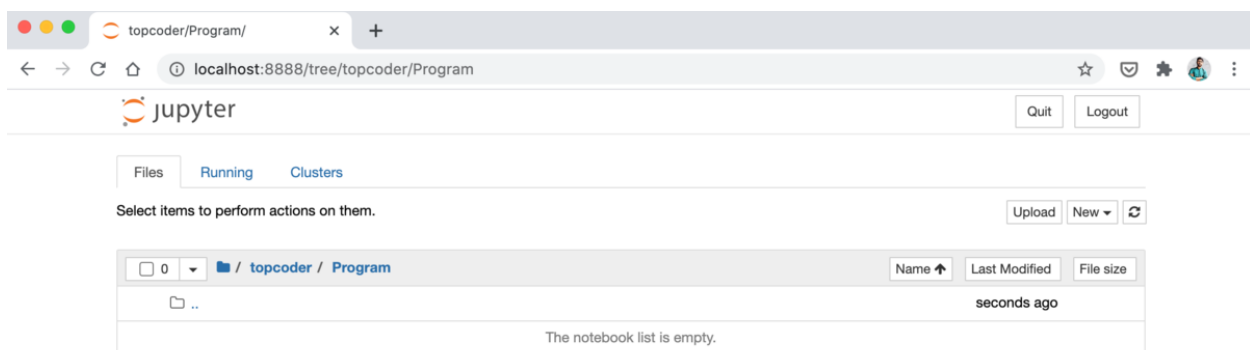 topcoder/Program/
localhost:8888/tree/topcoder/Program
jupyter Quit Logout
Files Running Clusters
Select items to perform actions on them. Upload New
0 / topcoder / Program Name Last Modified File size
.. seconds ago
The notebook list is empty.